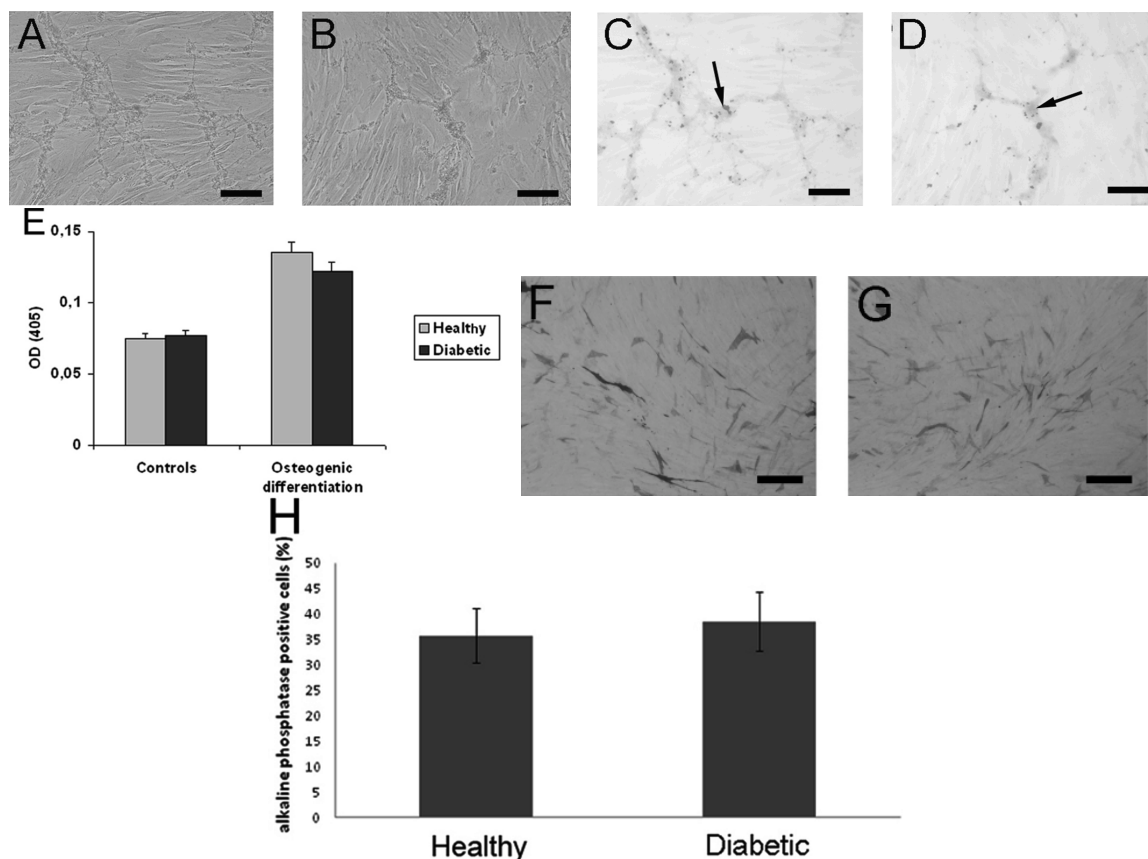 A
B
C
D
E
0,15
0,1
0,05
0
OD (405)
Controls
Osteogenic
differentiation
Healthy
Diabetic
F
G
H
alkaline phosphatase positive cells (%)
50
45
40
35
30
25
20
15
10
5
0
Healthy
Diabetic